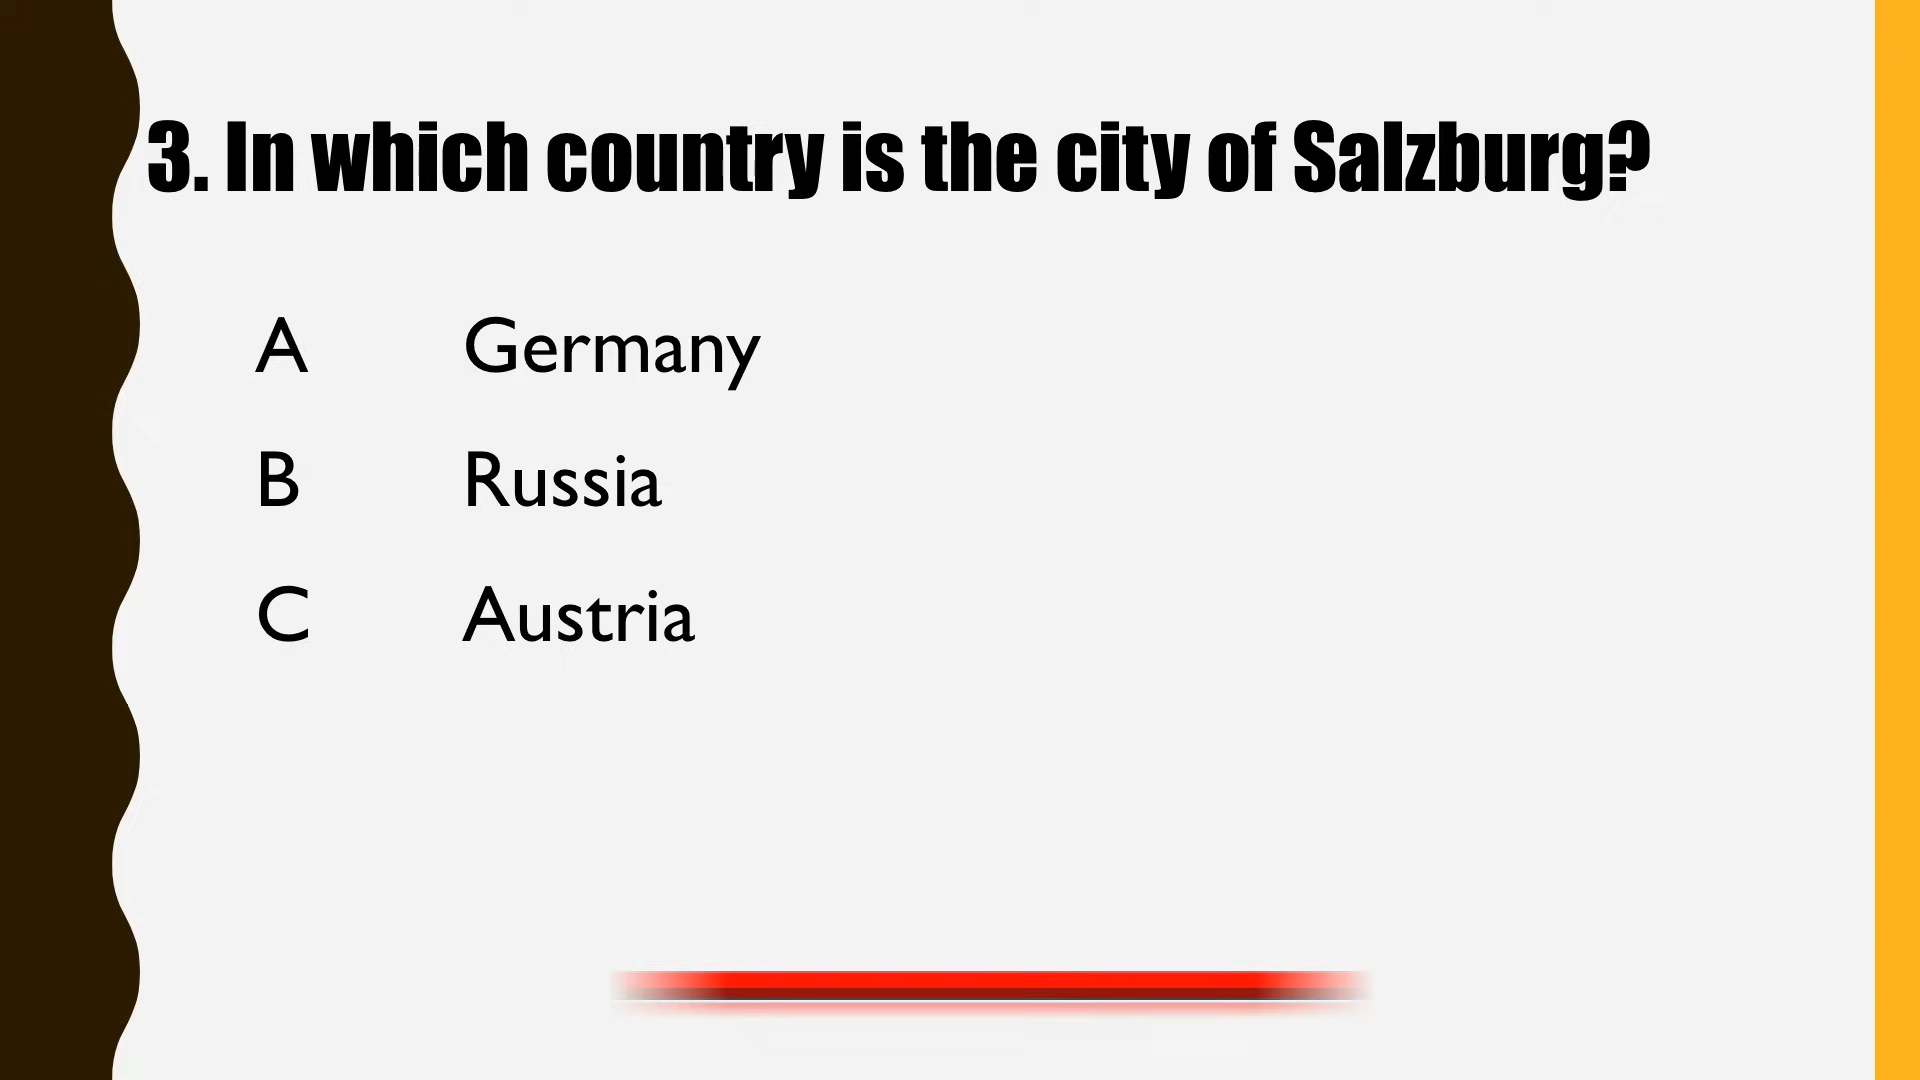 3. In which country is the city of Salzburg?
A Germany
B Russia
C Austria